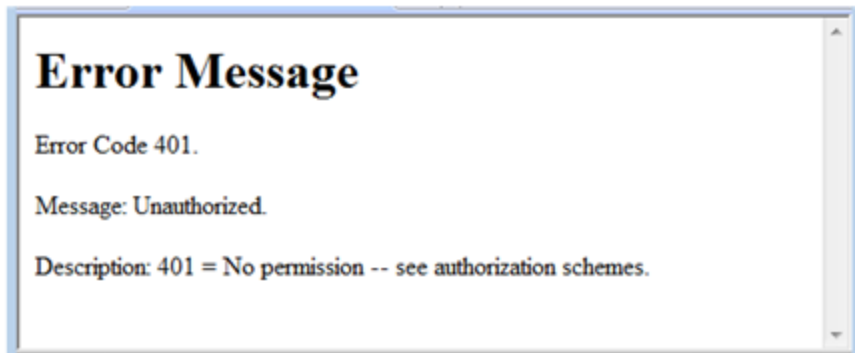 Error Message
Error Code 401.
Message: Unauthorized.
Description: 401 = No permission -- see authorization schemes.